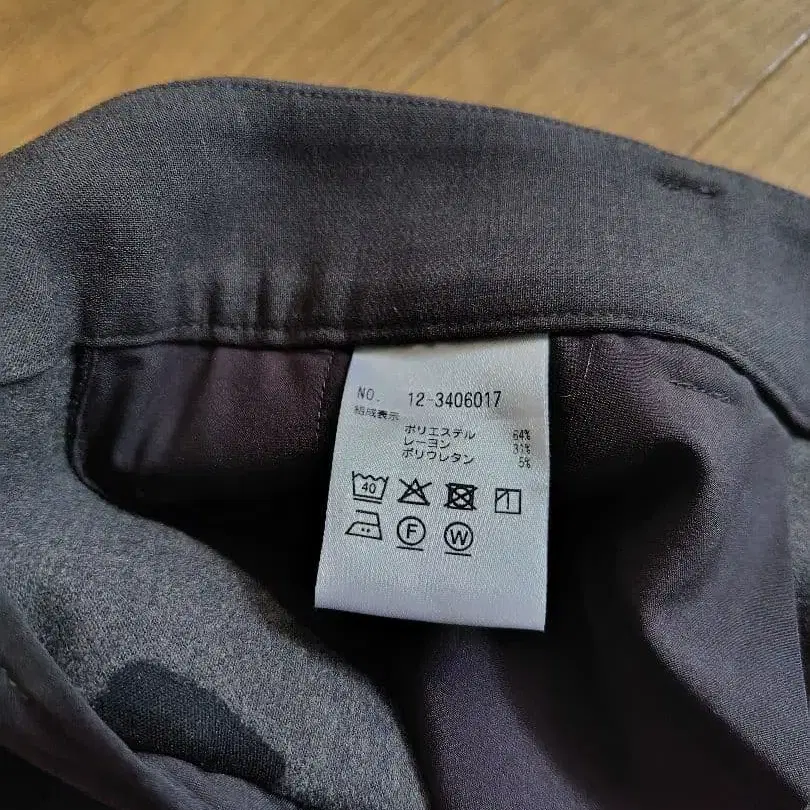 NO. 12-3406017
組成表示
ポリエステル 64%
レーヨン 31%
ポリウレタン 5%
40
F W